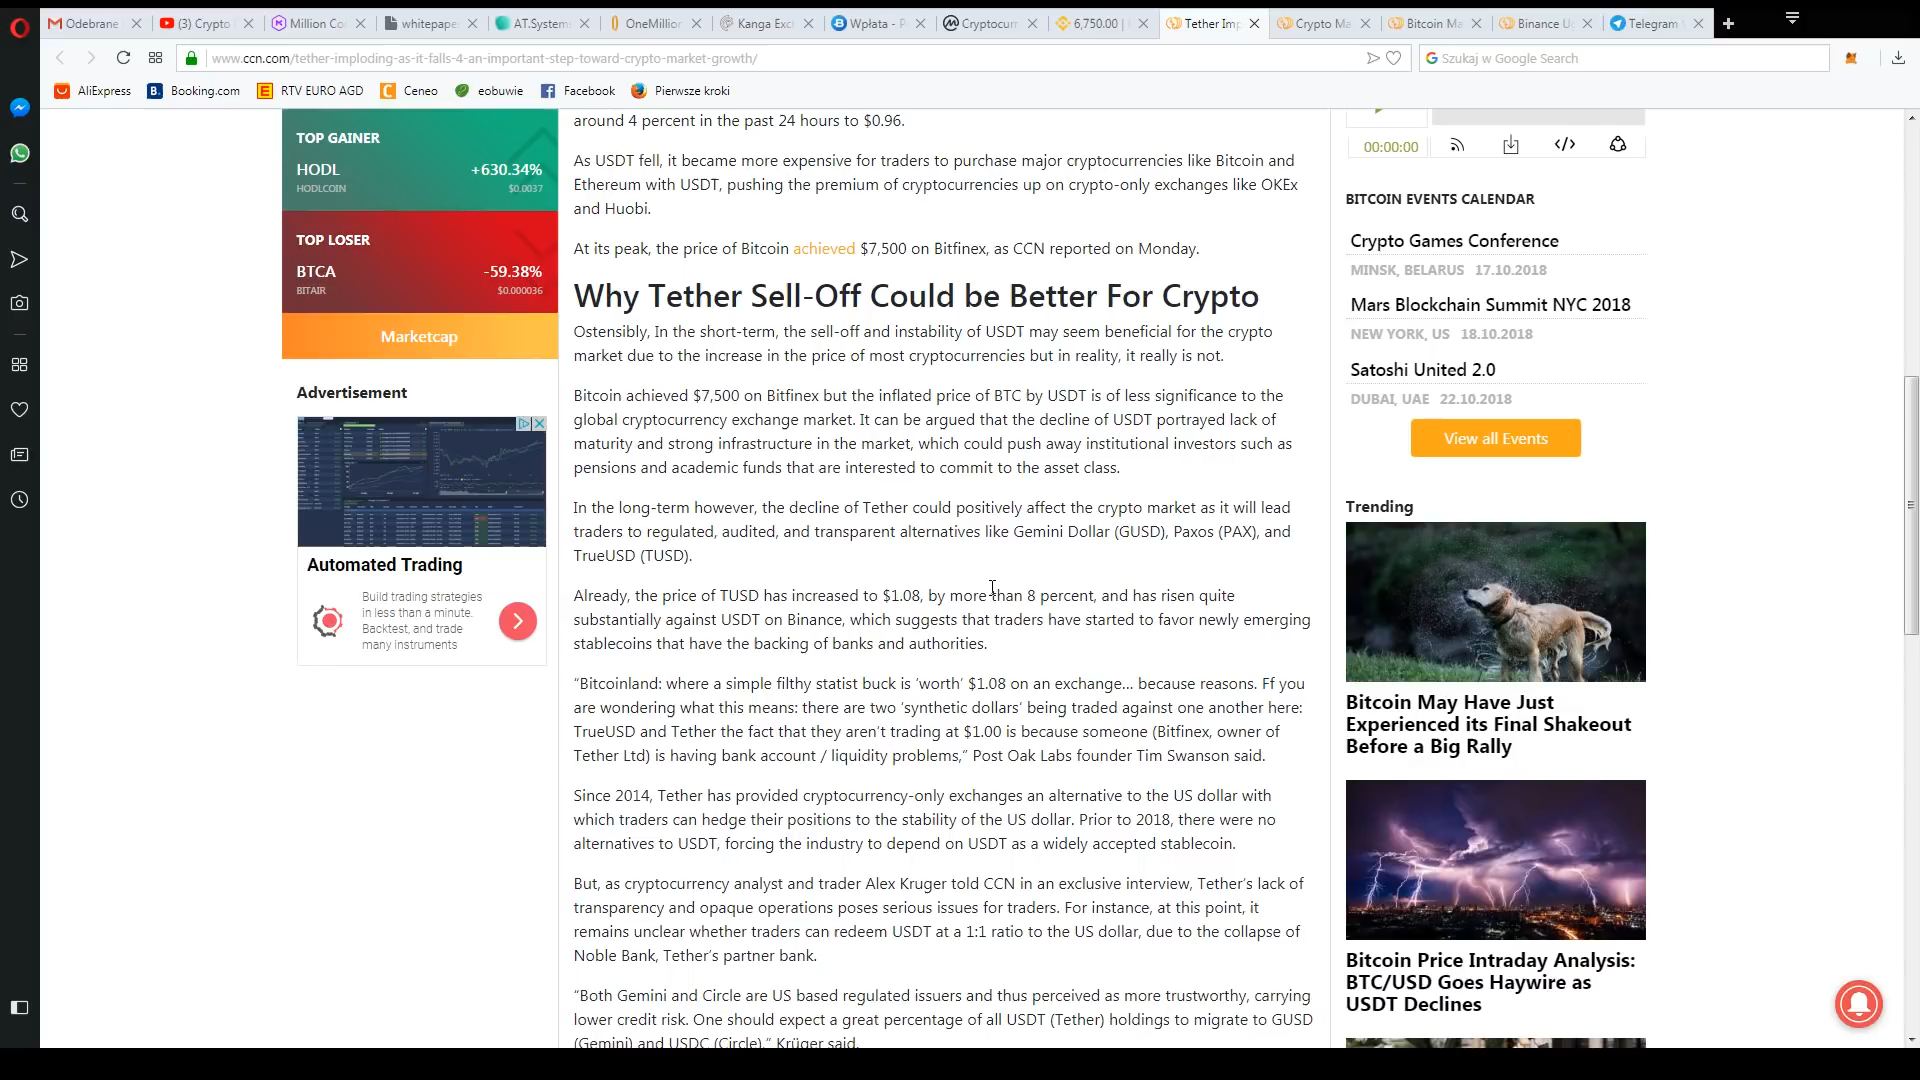 Odebrane
(3) Crypto
Million Co
whitepape
AT.Systems
OneMillion
Kanga Exc
Wpłata - P
Cryptocurr
6,750.00 |
Tether Imp
Crypto Ma
Bitcoin Ma
Binance U
Telegram
www.ccn.com/tether-imploding-as-it-falls-4-an-important-step-toward-crypto-market-growth/
Szukaj w Google Search
AliExpress
Booking.com
RTV EURO AGD
Ceneo
eobuwie
Facebook
Pierwsze kroki
TOP GAINER
HODL +630.34%
HODLCOIN $0.0037
TOP LOSER
BTCA -59.38%
BITAIR $0.000036
Marketcap
Advertisement
Automated Trading
Build trading strategies
in less than a minute.
Backtest, and trade
many instruments
around 4 percent in the past 24 hours to $0.96.
As USDT fell, it became more expensive for traders to purchase major cryptocurrencies like Bitcoin and
Ethereum with USDT, pushing the premium of cryptocurrencies up on crypto-only exchanges like OKEx
and Huobi.
At its peak, the price of Bitcoin achieved $7,500 on Bitfinex, as CCN reported on Monday.
Why Tether Sell-Off Could be Better For Crypto
Ostensibly, In the short-term, the sell-off and instability of USDT may seem beneficial for the crypto
market due to the increase in the price of most cryptocurrencies but in reality, it really is not.
Bitcoin achieved $7,500 on Bitfinex but the inflated price of BTC by USDT is of less significance to the
global cryptocurrency exchange market. It can be argued that the decline of USDT portrayed lack of
maturity and strong infrastructure in the market, which could push away institutional investors such as
pensions and academic funds that are interested to commit to the asset class.
In the long-term however, the decline of Tether could positively affect the crypto market as it will lead
traders to regulated, audited, and transparent alternatives like Gemini Dollar (GUSD), Paxos (PAX), and
TrueUSD (TUSD).
Already, the price of TUSD has increased to $1.08, by more than 8 percent, and has risen quite
substantially against USDT on Binance, which suggests that traders have started to favor newly emerging
stablecoins that have the backing of banks and authorities.
“Bitcoinland: where a simple filthy statist buck is ‘worth’ $1.08 on an exchange… because reasons. Ff you
are wondering what this means: there are two ‘synthetic dollars’ being traded against one another here:
TrueUSD and Tether the fact that they aren’t trading at $1.00 is because someone (Bitfinex, owner of
Tether Ltd) is having bank account / liquidity problems,” Post Oak Labs founder Tim Swanson said.
Since 2014, Tether has provided cryptocurrency-only exchanges an alternative to the US dollar with
which traders can hedge their positions to the stability of the US dollar. Prior to 2018, there were no
alternatives to USDT, forcing the industry to depend on USDT as a widely accepted stablecoin.
But, as cryptocurrency analyst and trader Alex Kruger told CCN in an exclusive interview, Tether’s lack of
transparency and opaque operations poses serious issues for traders. For instance, at this point, it
remains unclear whether traders can redeem USDT at a 1:1 ratio to the US dollar, due to the collapse of
Noble Bank, Tether’s partner bank.
“Both Gemini and Circle are US based regulated issuers and thus perceived as more trustworthy, carrying
lower credit risk. One should expect a great percentage of all USDT (Tether) holdings to migrate to GUSD
(Gemini) and USDC (Circle),” Krüger said.
00:00:00
BITCOIN EVENTS CALENDAR
Crypto Games Conference
MINSK, BELARUS 17.10.2018
Mars Blockchain Summit NYC 2018
NEW YORK, US 18.10.2018
Satoshi United 2.0
DUBAI, UAE 22.10.2018
View all Events
Trending
Bitcoin May Have Just
Experienced its Final Shakeout
Before a Big Rally
Bitcoin Price Intraday Analysis:
BTC/USD Goes Haywire as
USDT Declines